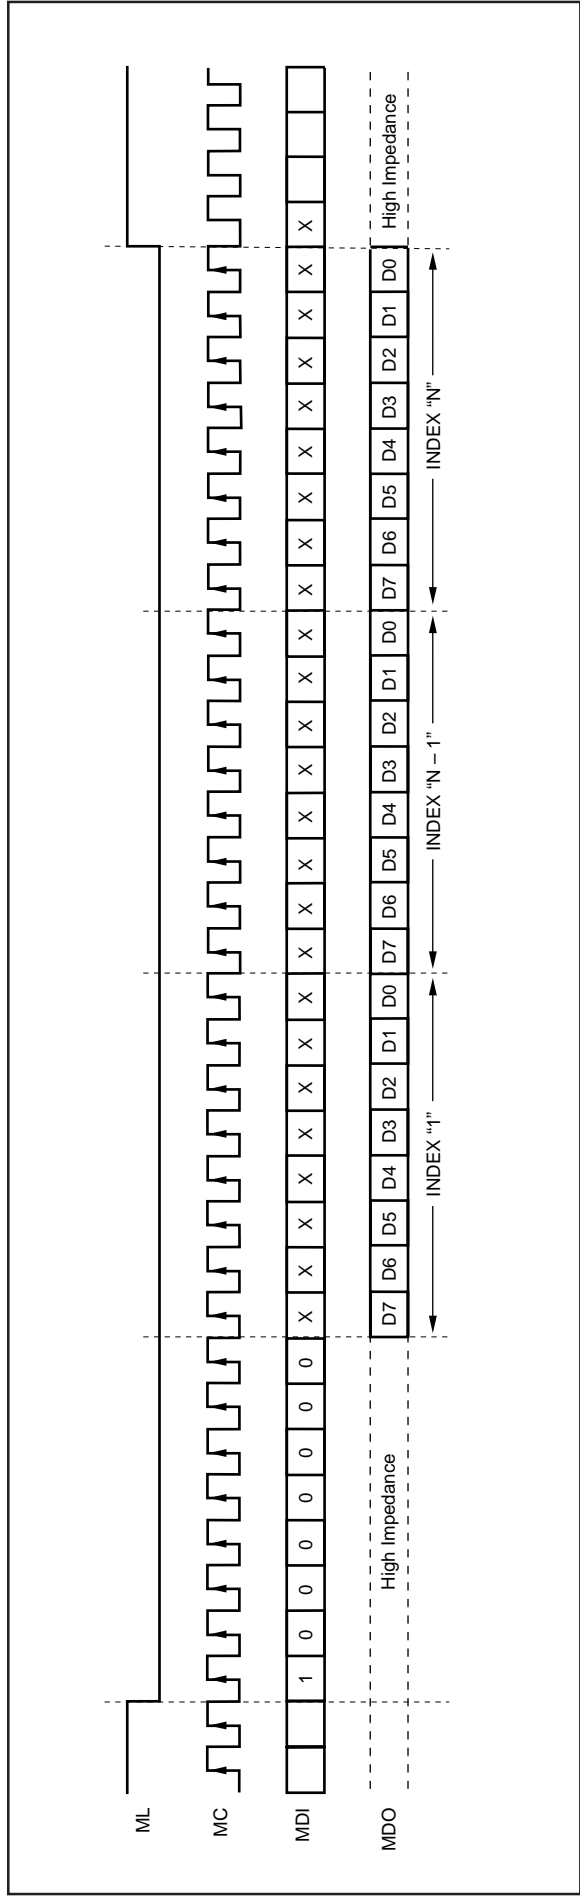 ML
MC
MDI 1 0 0 0 0 0 0 0 X X X X X X X X X X X X X X X X X X X X X X X X X
MDO High Impedance D7 D6 D5 D4 D3 D2 D1 D0 D7 D6 D5 D4 D3 D2 D1 D0 D7 D6 D5 D4 D3 D2 D1 D0 High Impedance
INDEX “1” INDEX “N – 1” INDEX “N”